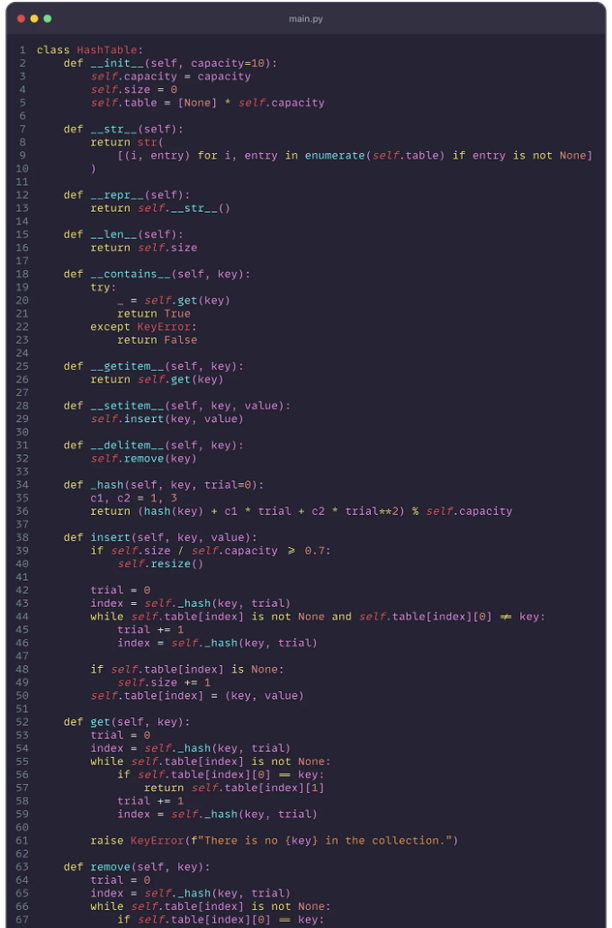 main.py
1 class HashTable:
2     def __init__(self, capacity=10):
3         self.capacity = capacity
4         self.size = 0
5         self.table = [None] * self.capacity
6
7     def __str__(self):
8         return str(
9             [(i, entry) for i, entry in enumerate(self.table) if entry is not None]
10         )
11
12     def __repr__(self):
13         return self.__str__()
14
15     def __len__(self):
16         return self.size
17
18     def __contains__(self, key):
19         try:
20             _ = self.get(key)
21             return True
22         except KeyError:
23             return False
24
25     def __getitem__(self, key):
26         return self.get(key)
27
28     def __setitem__(self, key, value):
29         self.insert(key, value)
30
31     def __delitem__(self, key):
32         self.remove(key)
33
34     def _hash(self, key, trial=0):
35         c1, c2 = 1, 3
36         return (hash(key) + c1 * trial + c2 * trial**2) % self.capacity
37
38     def insert(self, key, value):
39         if self.size / self.capacity >= 0.7:
40             self.resize()
41
42         trial = 0
43         index = self._hash(key, trial)
44         while self.table[index] is not None and self.table[index][0] != key:
45             trial += 1
46             index = self._hash(key, trial)
47
48         if self.table[index] is None:
49             self.size += 1
50         self.table[index] = (key, value)
51
52     def get(self, key):
53         trial = 0
54         index = self._hash(key, trial)
55         while self.table[index] is not None:
56             if self.table[index][0] == key:
57                 return self.table[index][1]
58             trial += 1
59             index = self._hash(key, trial)
60
61         raise KeyError(f"There is no {key} in the collection.")
62
63     def remove(self, key):
64         trial = 0
65         index = self._hash(key, trial)
66         while self.table[index] is not None:
67             if self.table[index][0] == key: